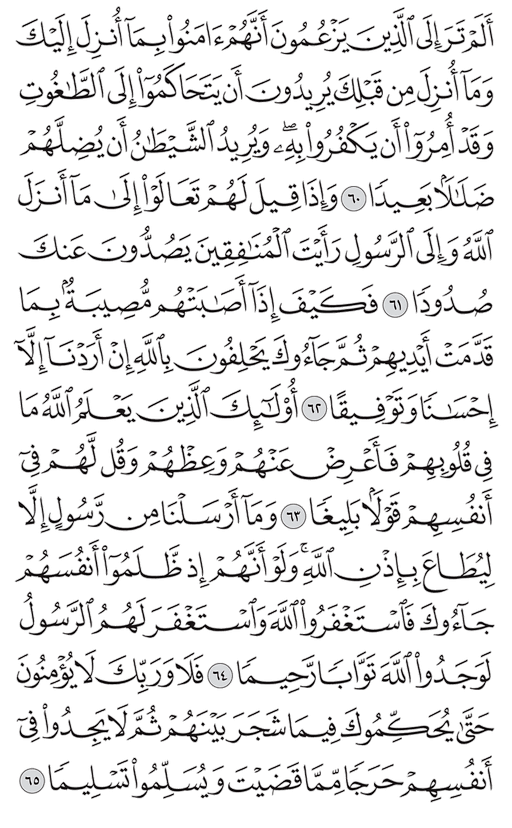 أَلَمۡ تَرَ إِلَى ٱلَّذِينَ يَزۡعُمُونَ أَنَّهُمۡ ءَامَنُواْ بِمَآ أُنزِلَ إِلَيۡكَ
وَمَآ أُنزِلَ مِن قَبۡلِكَ يُرِيدُونَ أَن يَتَحَاكَمُوٓاْ إِلَى ٱلطَّٰغُوتِ
وَقَدۡ أُمِرُوٓاْ أَن يَكۡفُرُواْ بِهِۦۖ وَيُرِيدُ ٱلشَّيۡطَٰنُ أَن يُضِلَّهُمۡ
ضَلَٰلَۢا بَعِيدٗا ٦٠ وَإِذَا قِيلَ لَهُمۡ تَعَالَوۡاْ إِلَىٰ مَآ أَنزَلَ
ٱللَّهُ وَإِلَى ٱلرَّسُولِ رَأَيۡتَ ٱلۡمُنَٰفِقِينَ يَصُدُّونَ عَنكَ
صُدُودٗا ٦١ فَكَيۡفَ إِذَآ أَصَٰبَتۡهُم مُّصِيبَةُۢ بِمَا
قَدَّمَتۡ أَيۡدِيهِمۡ ثُمَّ جَآءُوكَ يَحۡلِفُونَ بِٱللَّهِ إِنۡ أَرَدۡنَآ إِلَّآ
إِحۡسَٰنٗا وَتَوۡفِيقًا ٦٢ أُوْلَٰٓئِكَ ٱلَّذِينَ يَعۡلَمُ ٱللَّهُ مَا
فِي قُلُوبِهِمۡ فَأَعۡرِضۡ عَنۡهُمۡ وَعِظۡهُمۡ وَقُل لَّهُمۡ فِيٓ
أَنفُسِهِمۡ قَوۡلَۢا بَلِيغٗا ٦٣ وَمَآ أَرۡسَلۡنَا مِن رَّسُولٍ إِلَّا
لِيُطَاعَ بِإِذۡنِ ٱللَّهِۚ وَلَوۡ أَنَّهُمۡ إِذ ظَّلَمُوٓاْ أَنفُسَهُمۡ
جَآءُوكَ فَٱسۡتَغۡفَرُواْ ٱللَّهَ وَٱسۡتَغۡفَرَ لَهُمُ ٱلرَّسُولُ
لَوَجَدُواْ ٱللَّهَ تَوَّابٗا رَّحِيمٗا ٦٤ فَلَا وَرَبِّكَ لَا يُؤۡمِنُونَ
حَتَّىٰ يُحَكِّمُوكَ فِيمَا شَجَرَ بَيۡنَهُمۡ ثُمَّ لَا يَجِدُواْ فِيٓ
أَنفُسِهِمۡ حَرَجٗا مِّمَّا قَضَيۡتَ وَيُسَلِّمُواْ تَسۡلِيمٗا ٦٥